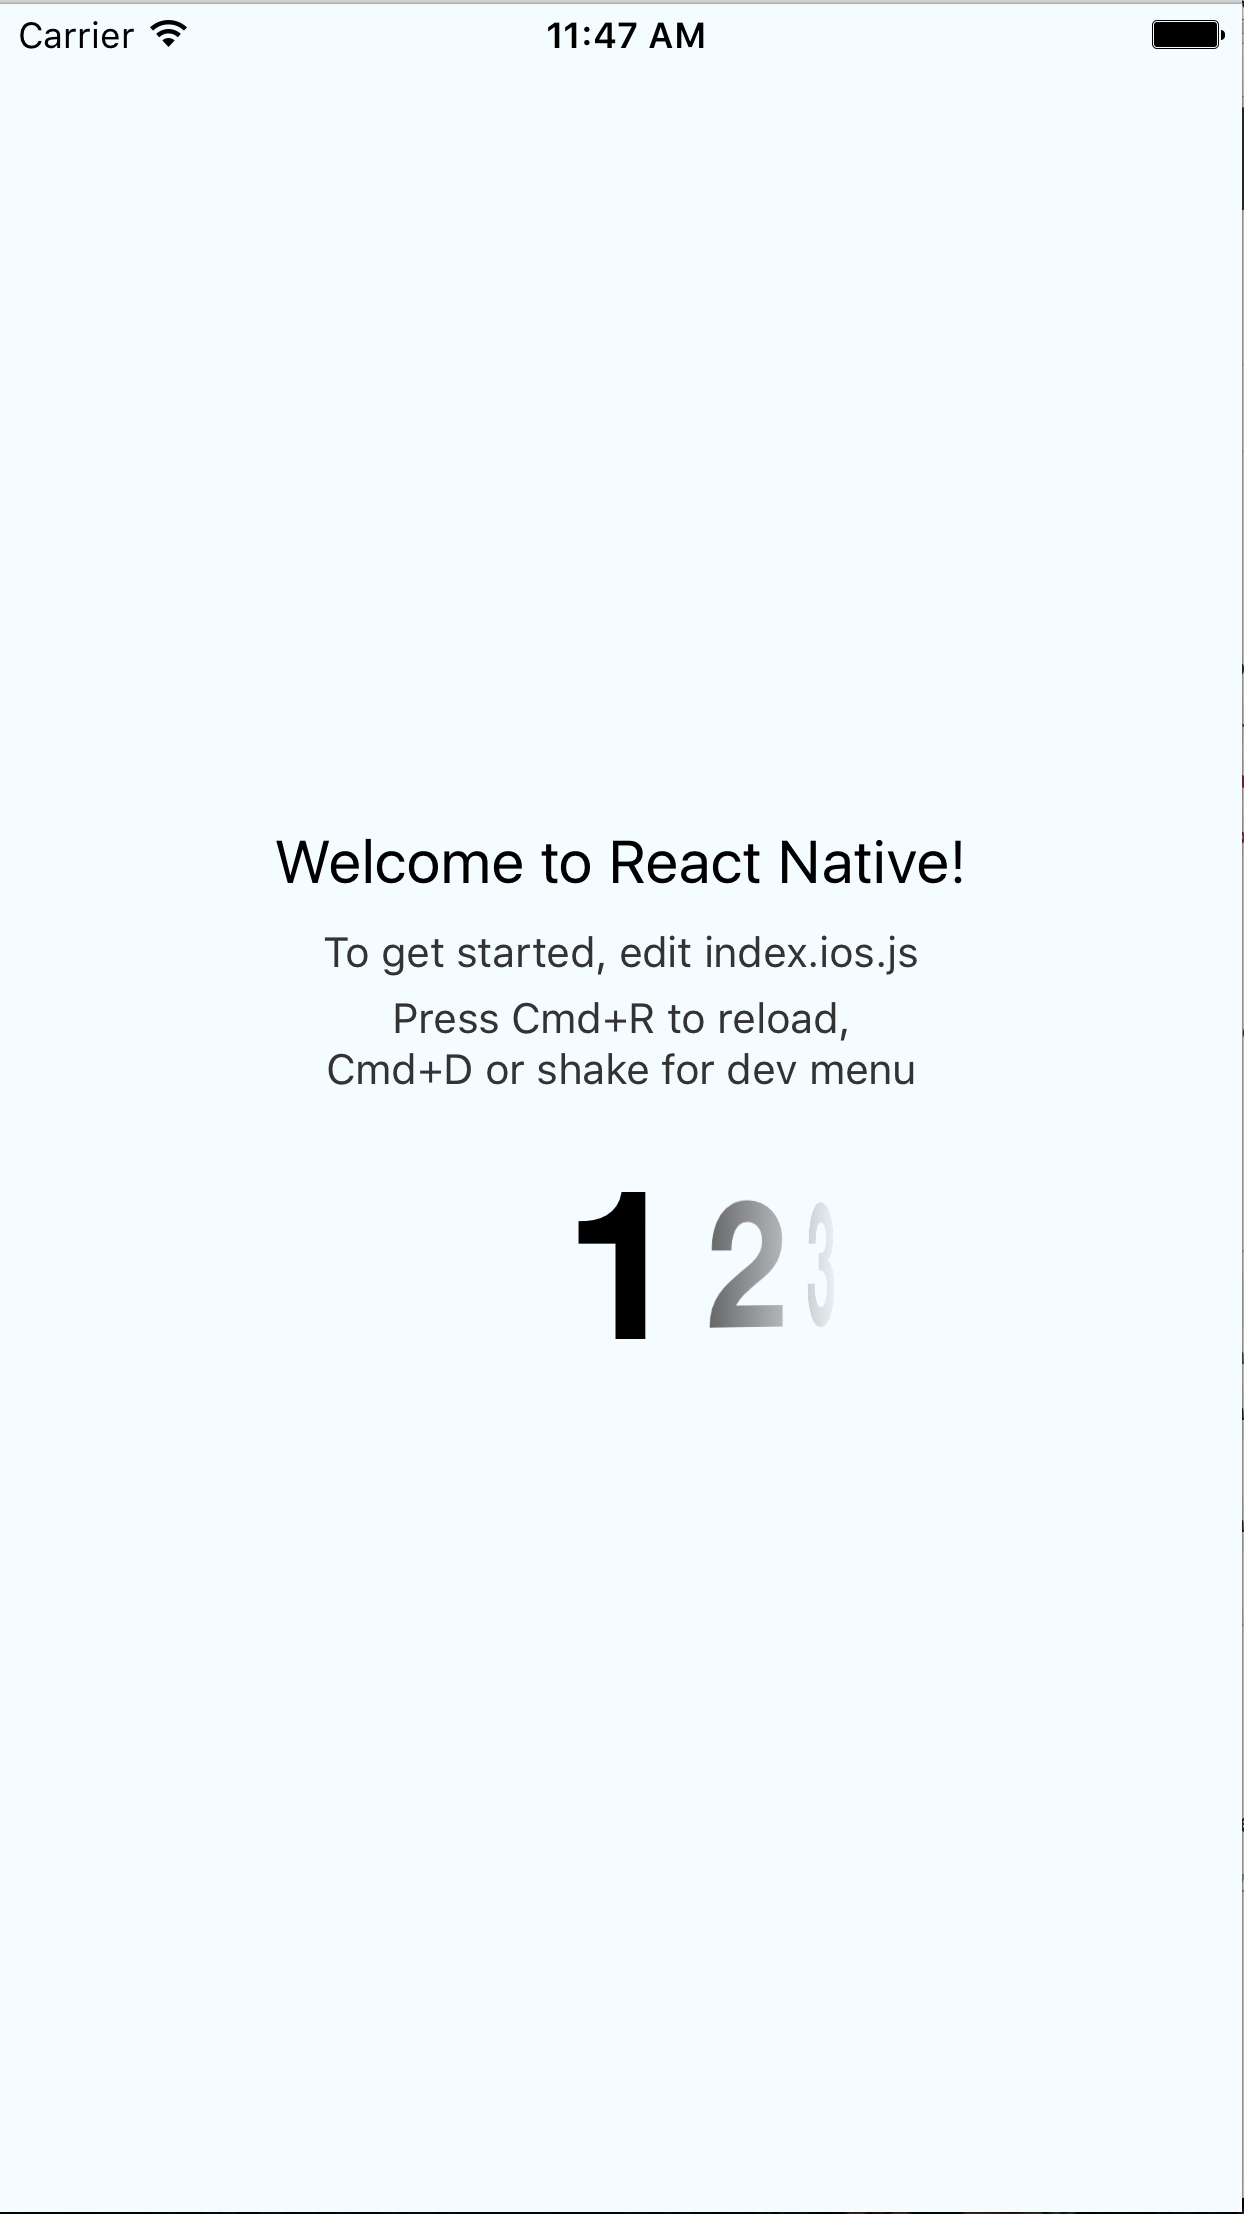 Carrier 11:47 AM
Welcome to React Native!
To get started, edit index.ios.js
Press Cmd+R to reload,
Cmd+D or shake for dev menu
1 2 3